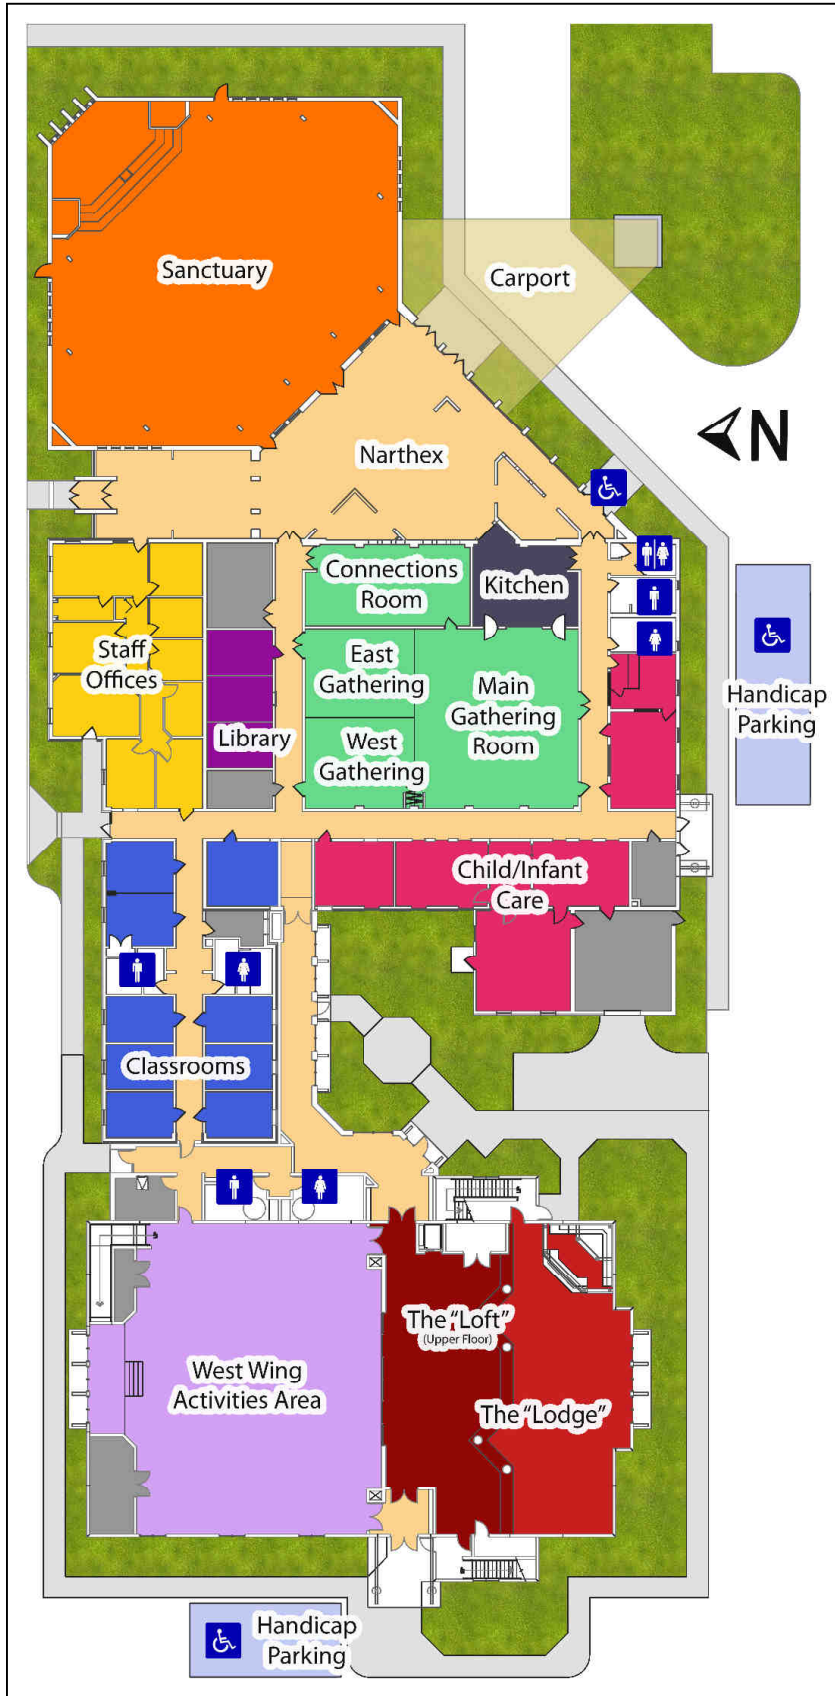 Sanctuary
Carport
N
Narthex
Connections
Room
Kitchen
Staff
Offices
East
Gathering
Main
Gathering
Room
Library
West
Gathering
Handicap
Parking
Child/Infant
Care
Classrooms
The "Loft"
(Upper Floor)
West Wing
Activities Area
The "Lodge"
Handicap
Parking